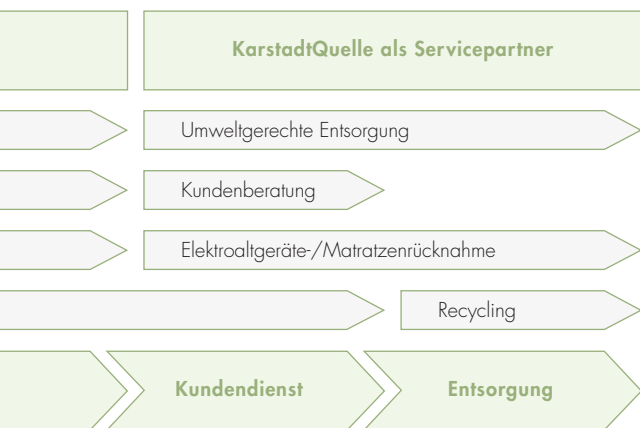 KarstadtQuelle als Servicepartner
Umweltgerechte Entsorgung
Kundenberatung
Elektroaltgeräte-/Matratzenrücknahme
Recycling
Kundendienst
Entsorgung